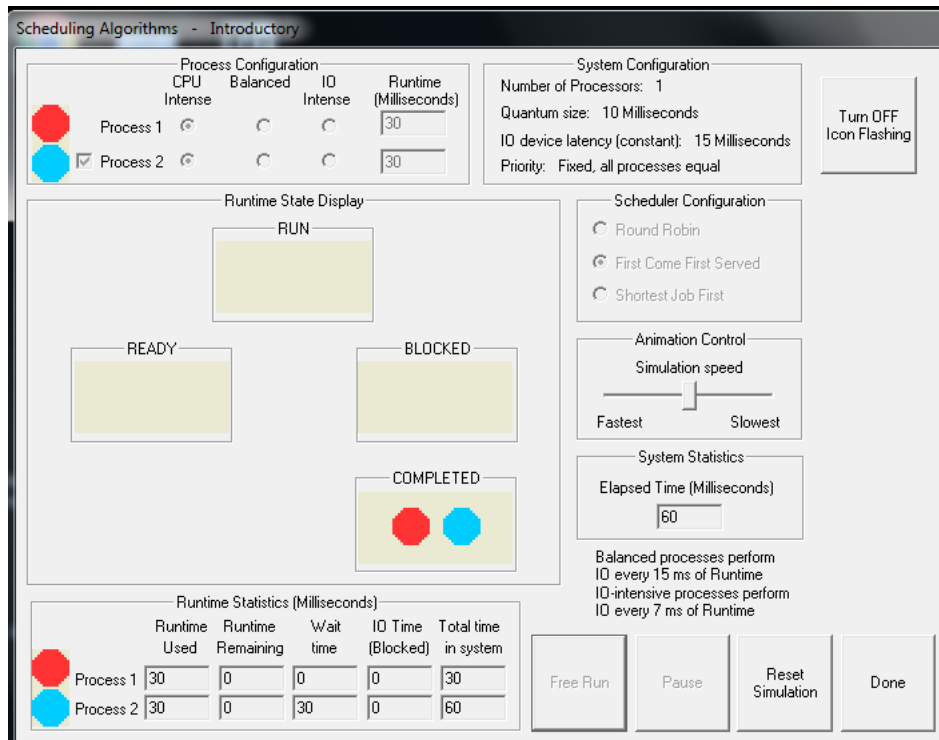 Scheduling Algorithms - Introductory
Process Configuration
CPU Intense Balanced IO Intense Runtime (Milliseconds)
Process 1 30
Process 2 30
System Configuration
Number of Processors: 1
Quantum size: 10 Milliseconds
IO device latency (constant): 15 Milliseconds
Priority: Fixed, all processes equal
Turn OFF
Icon Flashing
Runtime State Display
RUN
READY
BLOCKED
COMPLETED
Scheduler Configuration
Round Robin
First Come First Served
Shortest Job First
Animation Control
Simulation speed
Fastest Slowest
System Statistics
Elapsed Time (Milliseconds)
60
Balanced processes perform
IO every 15 ms of Runtime
IO-intensive processes perform
IO every 7 ms of Runtime
Runtime Statistics (Milliseconds)
Runtime Used Runtime Remaining Wait time IO Time (Blocked) Total time in system
Process 1 30 0 0 0 30
Process 2 30 0 30 0 60
Free Run
Pause
Reset
Simulation
Done